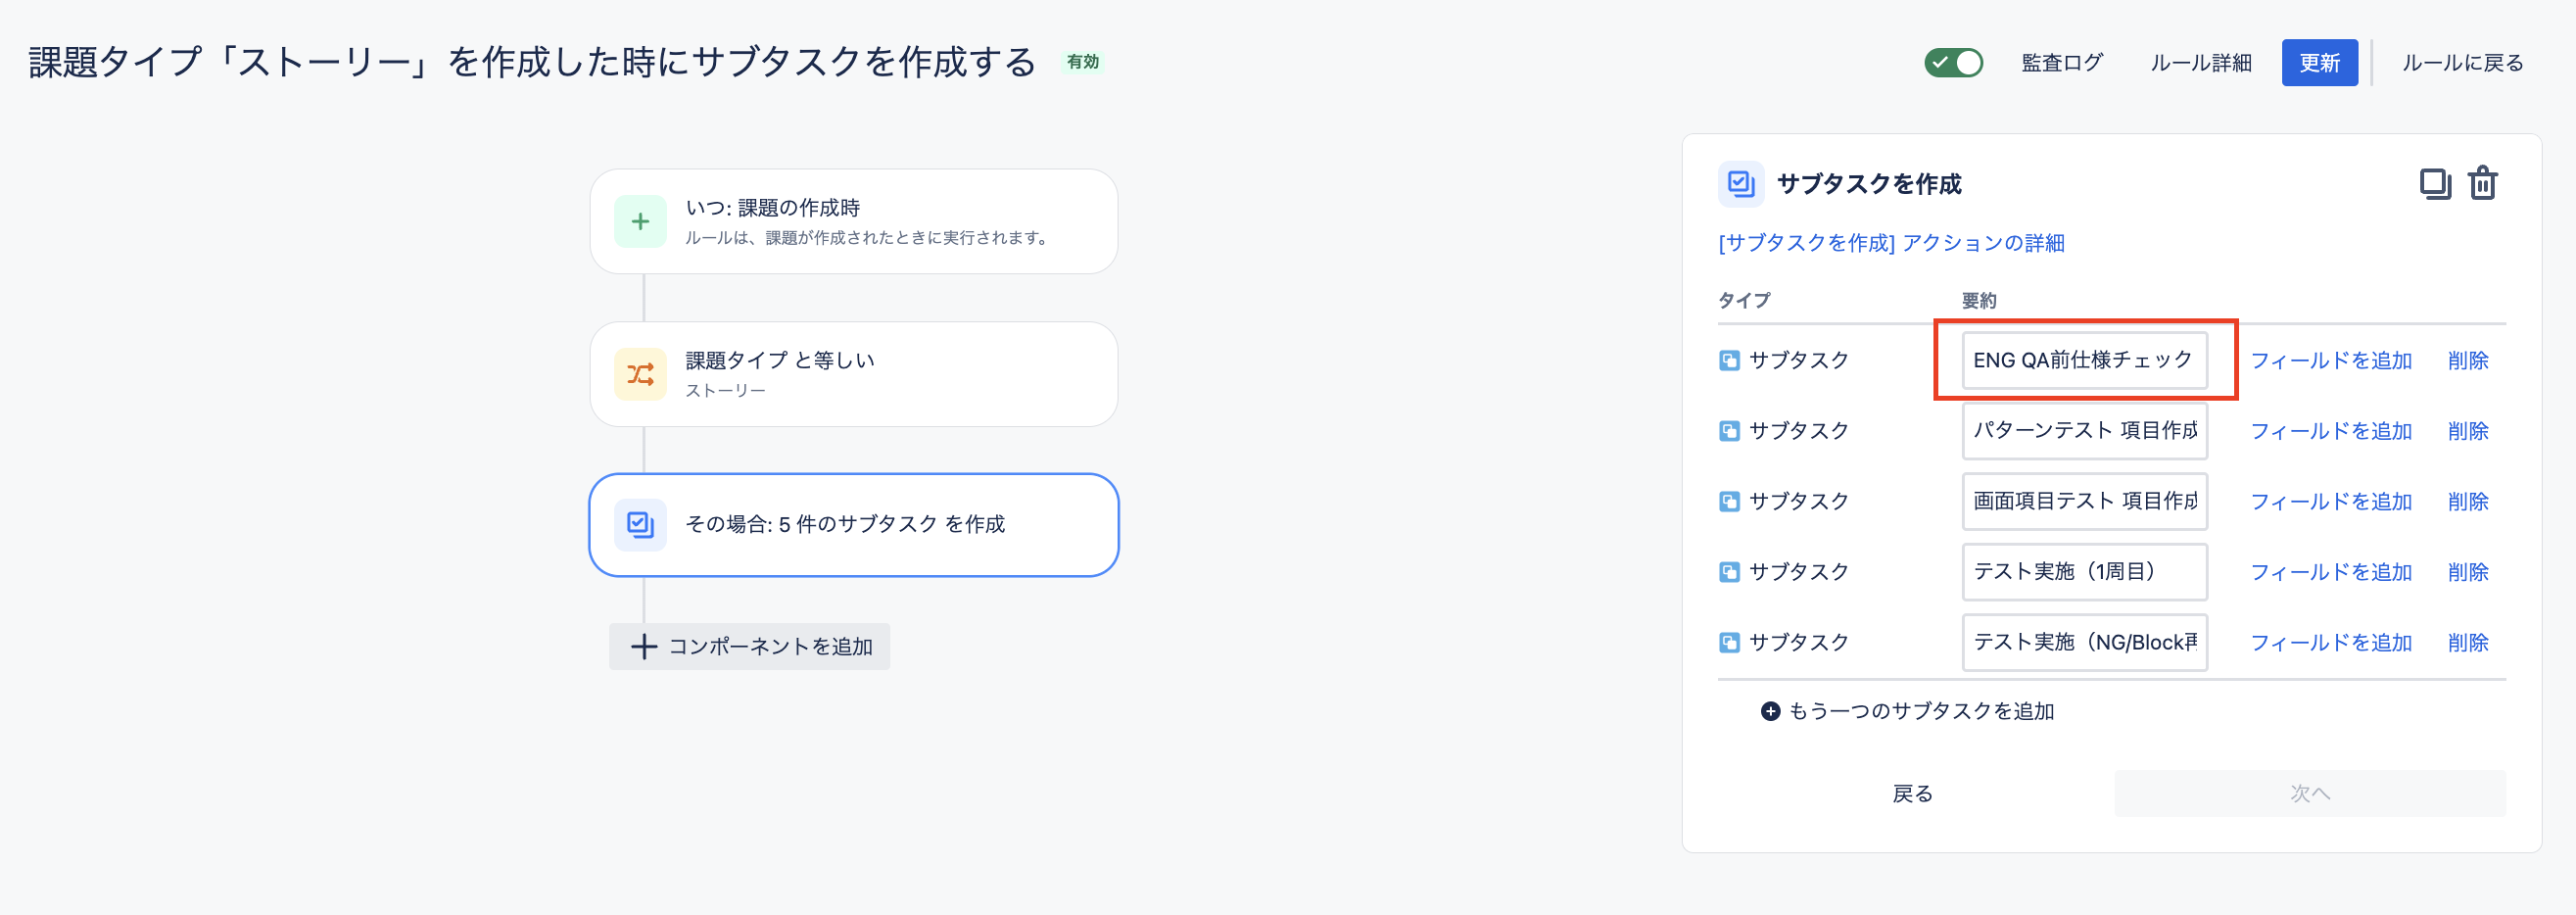 課題タイプ「ストーリー」を作成した時にサブタスクを作成する 有効
監査ログ ルール詳細 更新 ルールに戻る
いつ: 課題の作成時
ルールは、課題が作成されたときに実行されます。
課題タイプ と等しい
ストーリー
その場合: 5 件のサブタスク を作成
コンポーネントを追加
サブタスクを作成
[サブタスクを作成] アクションの詳細
タイプ 要約
サブタスク ENG QA前仕様チェック フィールドを追加 削除
サブタスク パターンテスト 項目作成 フィールドを追加 削除
サブタスク 画面項目テスト 項目作成 フィールドを追加 削除
サブタスク テスト実施（1周目） フィールドを追加 削除
サブタスク テスト実施（NG/Block再 フィールドを追加 削除
もう一つのサブタスクを追加
戻る 次へ